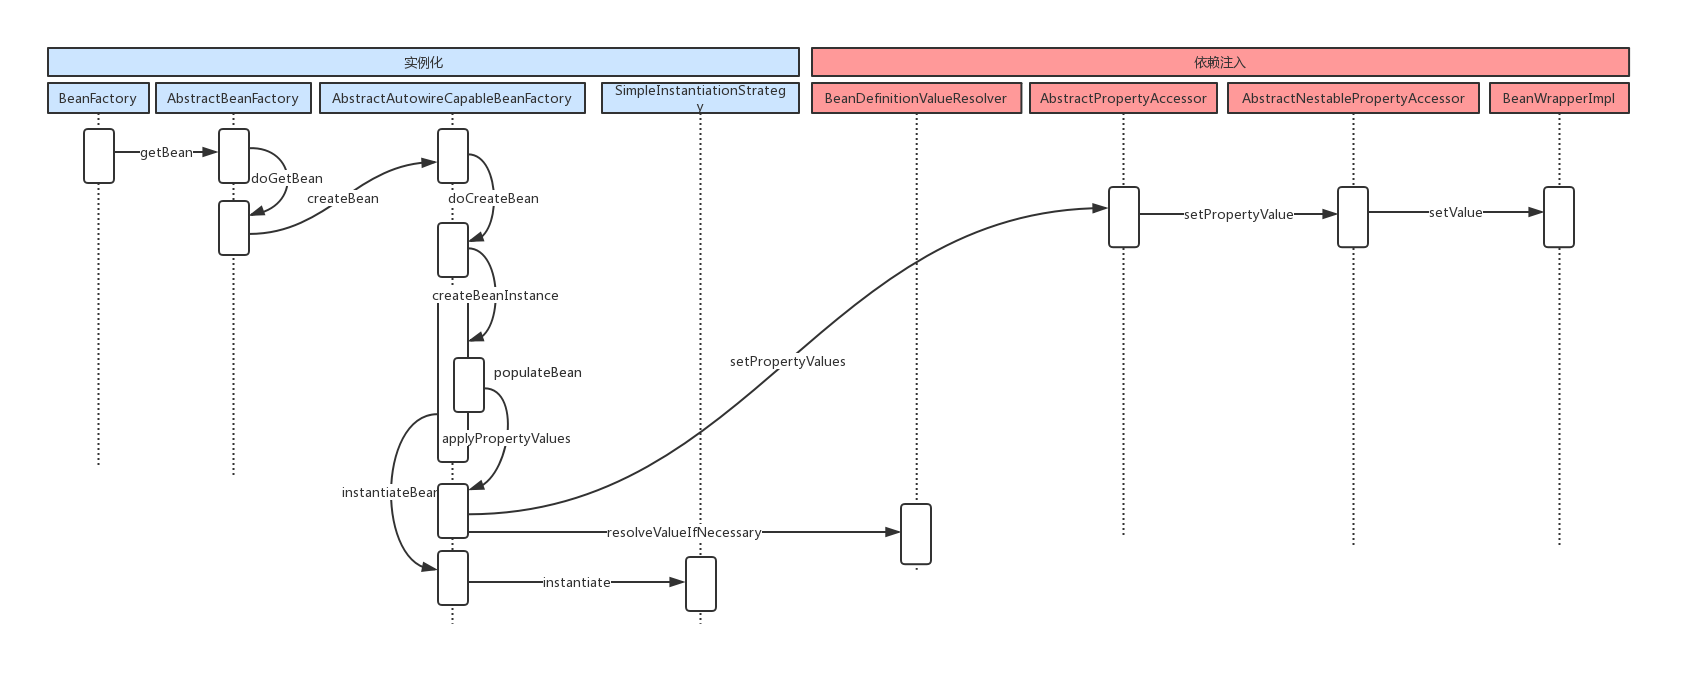 实例化
依赖注入
BeanFactory
AbstractBeanFactory
AbstractAutowireCapableBeanFactory
SimpleInstantiationStrateg
y
BeanDefinitionValueResolver
AbstractPropertyAccessor
AbstractNestablePropertyAccessor
BeanWrapperImpl
getBean
doGetBean
createBean
doCreateBean
setPropertyValue
setValue
createBeanInstance
setPropertyValues
populateBean
applyPropertyValues
instantiateBean
resolveValueIfNecessary
instantiate